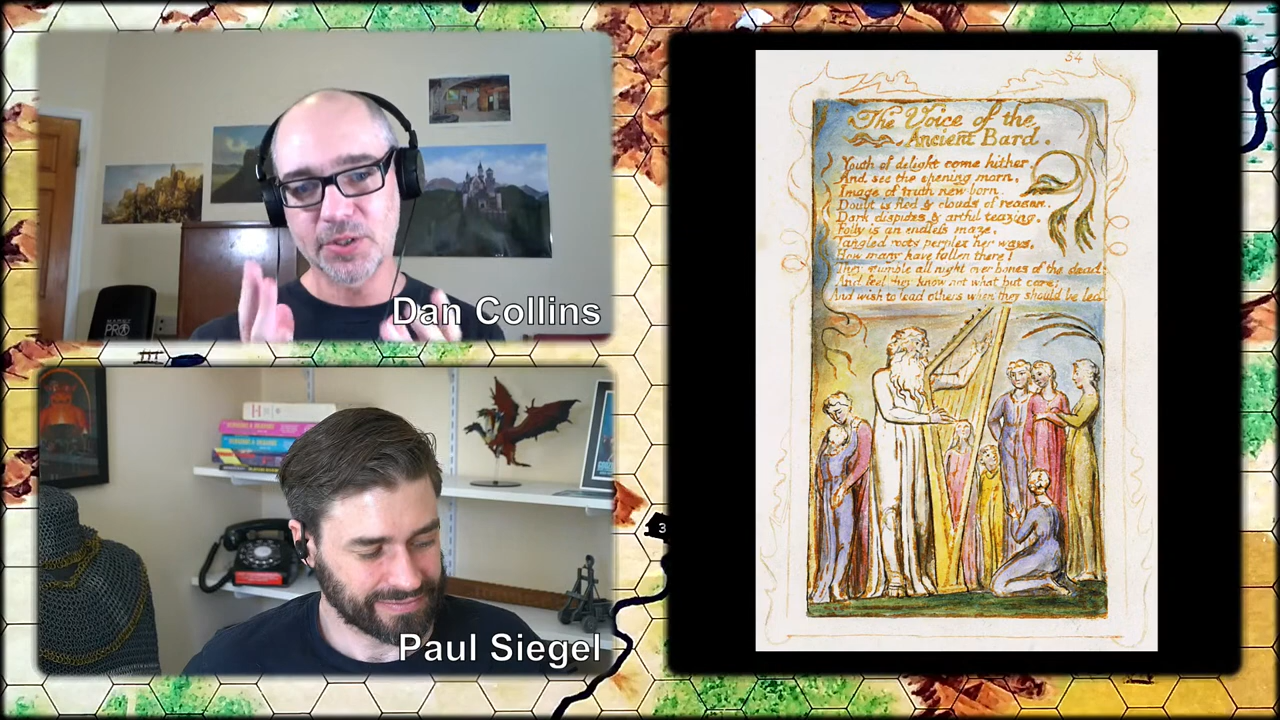 Dan Collins
Paul Siegel
3
54
The Voice of the
Ancient Bard.
Youth of delight come hither,
And see the opening morn,
Image of truth new born.
Doubt is fled & clouds of reason.
Dark disputes & artful teazing.
Folly is an endless maze,
Tangled roots perplex her ways,
How many have fallen there!
They stumble all night over bones of the dead;
And feel they know not what but care;
And wish to lead others when they should be led.
PRO